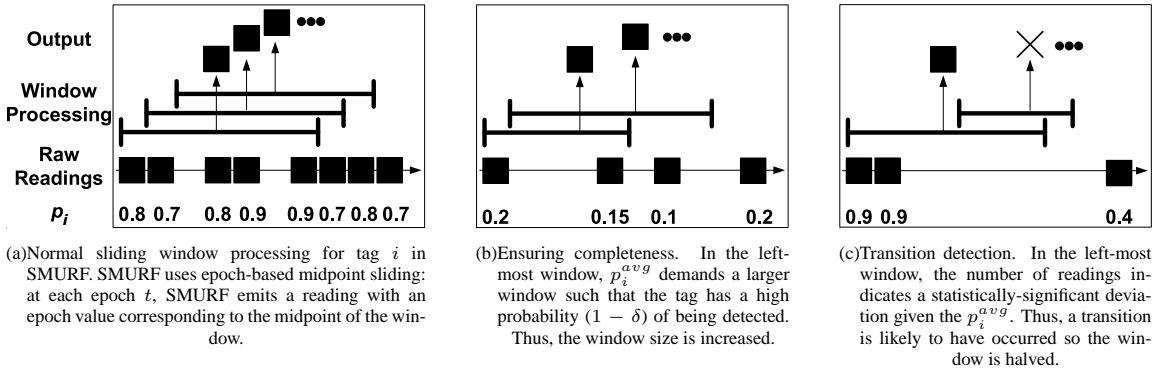 Output
Window
Processing
Raw
Readings
p_i
0.8 0.7 0.8 0.9 0.9 0.7 0.8 0.7
0.2 0.15 0.1 0.2
0.9 0.9 0.4
(a)Normal sliding window processing for tag i in
SMURF. SMURF uses epoch-based midpoint sliding:
at each epoch t, SMURF emits a reading with an
epoch value corresponding to the midpoint of the win-
dow.
(b)Ensuring completeness. In the left-
most window, p_i^{avg} demands a larger
window such that the tag has a high
probability (1 − δ) of being detected.
Thus, the window size is increased.
(c)Transition detection. In the left-most
window, the number of readings in-
dicates a statistically-significant devia-
tion given the p_i^{avg}. Thus, a transition
is likely to have occurred so the win-
dow is halved.